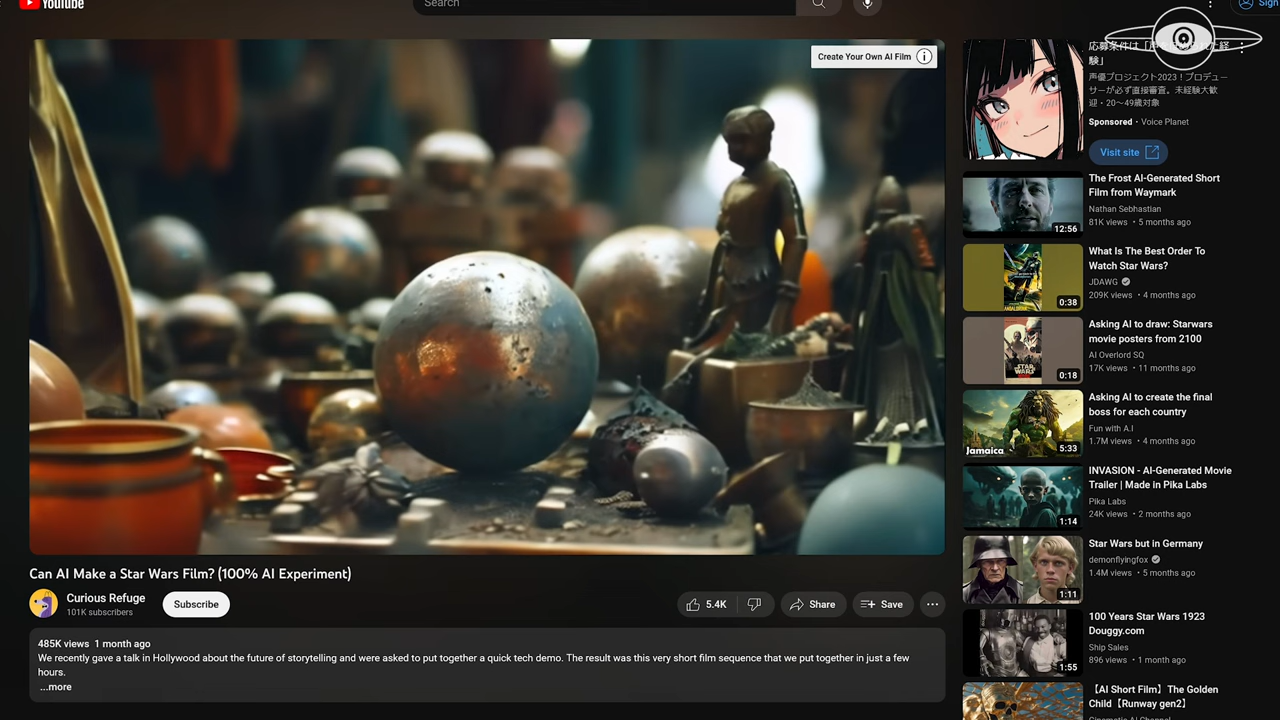 YouTube
Search
Sign
Create Your Own AI Film
験」
声優プロジェクト2023！プロデュー
サーが必ず直接審査。未経験大歓
迎・20～49歳対象
Sponsored · Voice Planet
Visit site
The Frost AI-Generated Short
Film from Waymark
Nathan Sebhastian
81K views • 5 months ago
12:56
What Is The Best Order To
Watch Star Wars?
JDAWG
209K views • 4 months ago
0:38
Asking AI to draw: Starwars
movie posters from 2100
AI Overlord SQ
17K views • 11 months ago
0:18
Asking AI to create the final
boss for each country
Fun with A.I
1.7M views • 4 months ago
Jamaica
5:33
INVASION - AI-Generated Movie
Trailer | Made in Pika Labs
Pika Labs
24K views • 2 months ago
1:14
Star Wars but in Germany
demonflyingfox
1.4M views • 5 months ago
1:11
100 Years Star Wars 1923
Douggy.com
Ship Sales
896 views • 1 month ago
1:55
【AI Short Film】The Golden
Child【Runway gen2】
Can AI Make a Star Wars Film? (100% AI Experiment)
Curious Refuge
101K subscribers
Subscribe
5.4K
Share
Save
485K views 1 month ago
We recently gave a talk in Hollywood about the future of storytelling and were asked to put together a quick tech demo. The result was this very short film sequence that we put together in just a few
hours.
...more